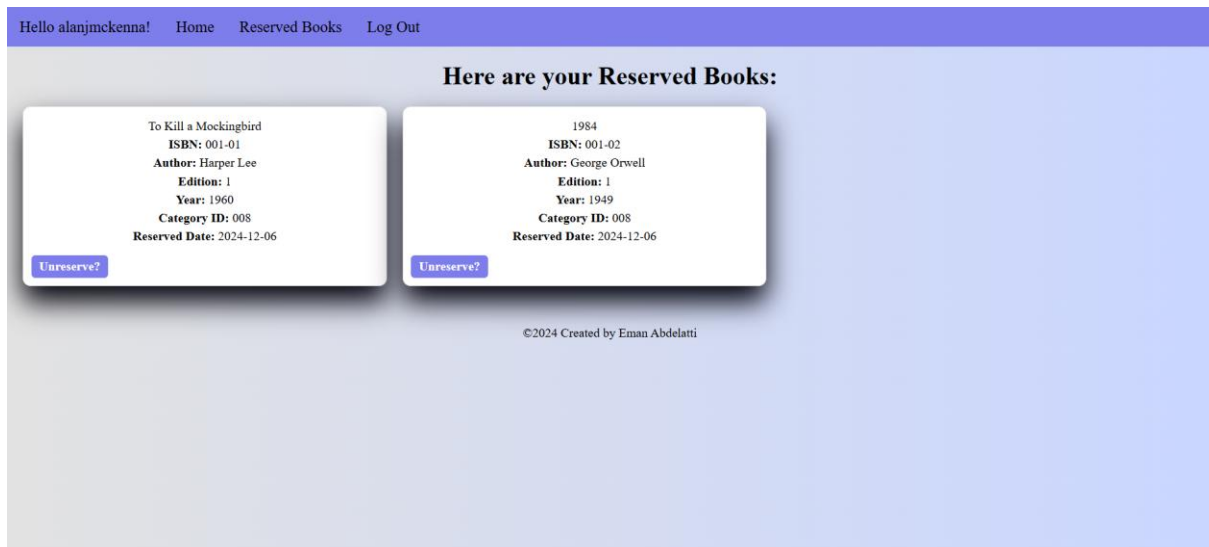 Hello alanjmckenna! Home Reserved Books Log Out
Here are your Reserved Books:
To Kill a Mockingbird
ISBN: 001-01
Author: Harper Lee
Edition: 1
Year: 1960
Category ID: 008
Reserved Date: 2024-12-06
Unreserve?
1984
ISBN: 001-02
Author: George Orwell
Edition: 1
Year: 1949
Category ID: 008
Reserved Date: 2024-12-06
Unreserve?
©2024 Created by Eman Abdelatti